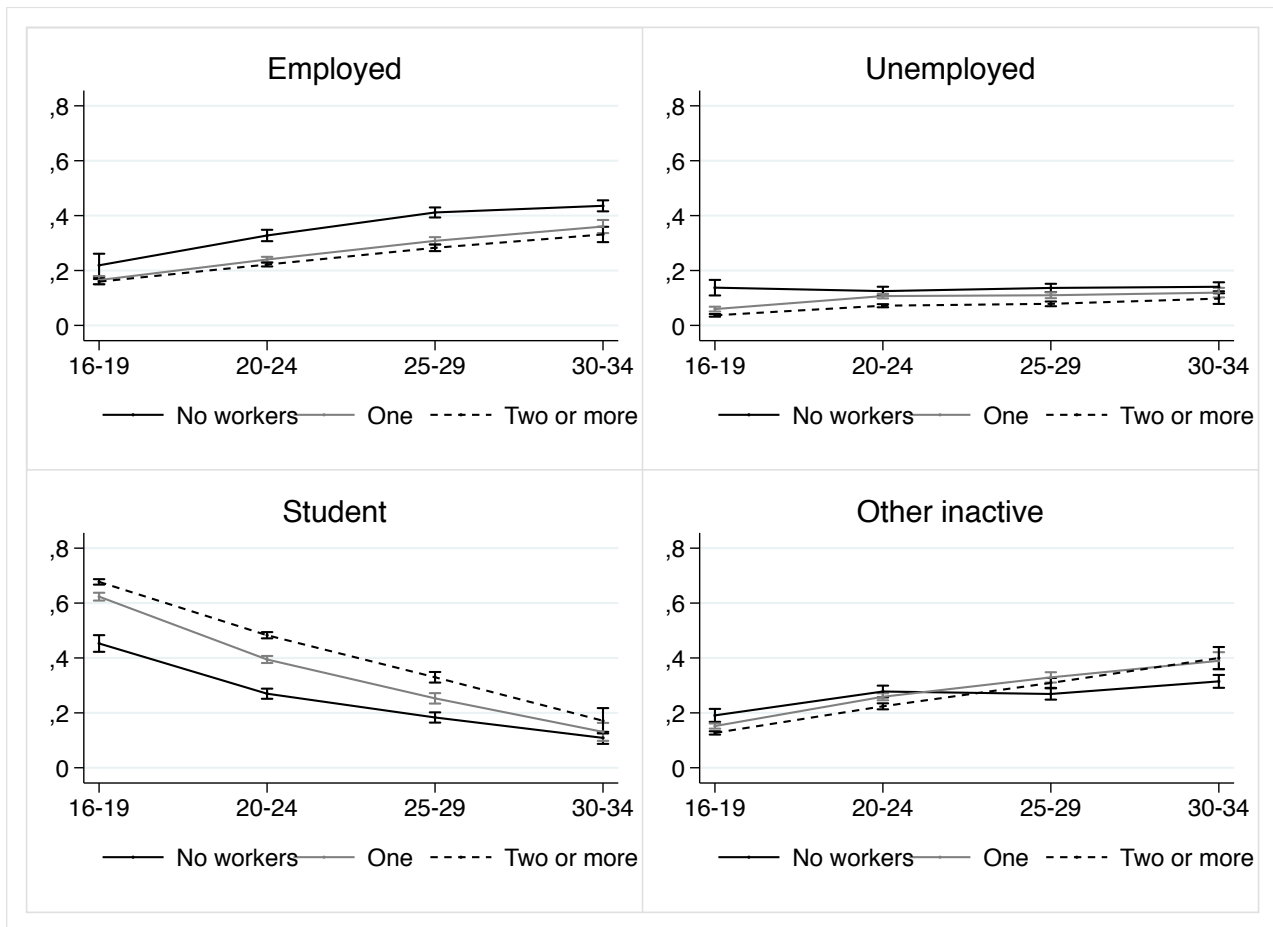 Employed
,8
,6
,4
,2
0
16-19 20-24 25-29 30-34
No workers One Two or more
Unemployed
,8
,6
,4
,2
0
16-19 20-24 25-29 30-34
No workers One Two or more
Student
,8
,6
,4
,2
0
16-19 20-24 25-29 30-34
No workers One Two or more
Other inactive
,8
,6
,4
,2
0
16-19 20-24 25-29 30-34
No workers One Two or more